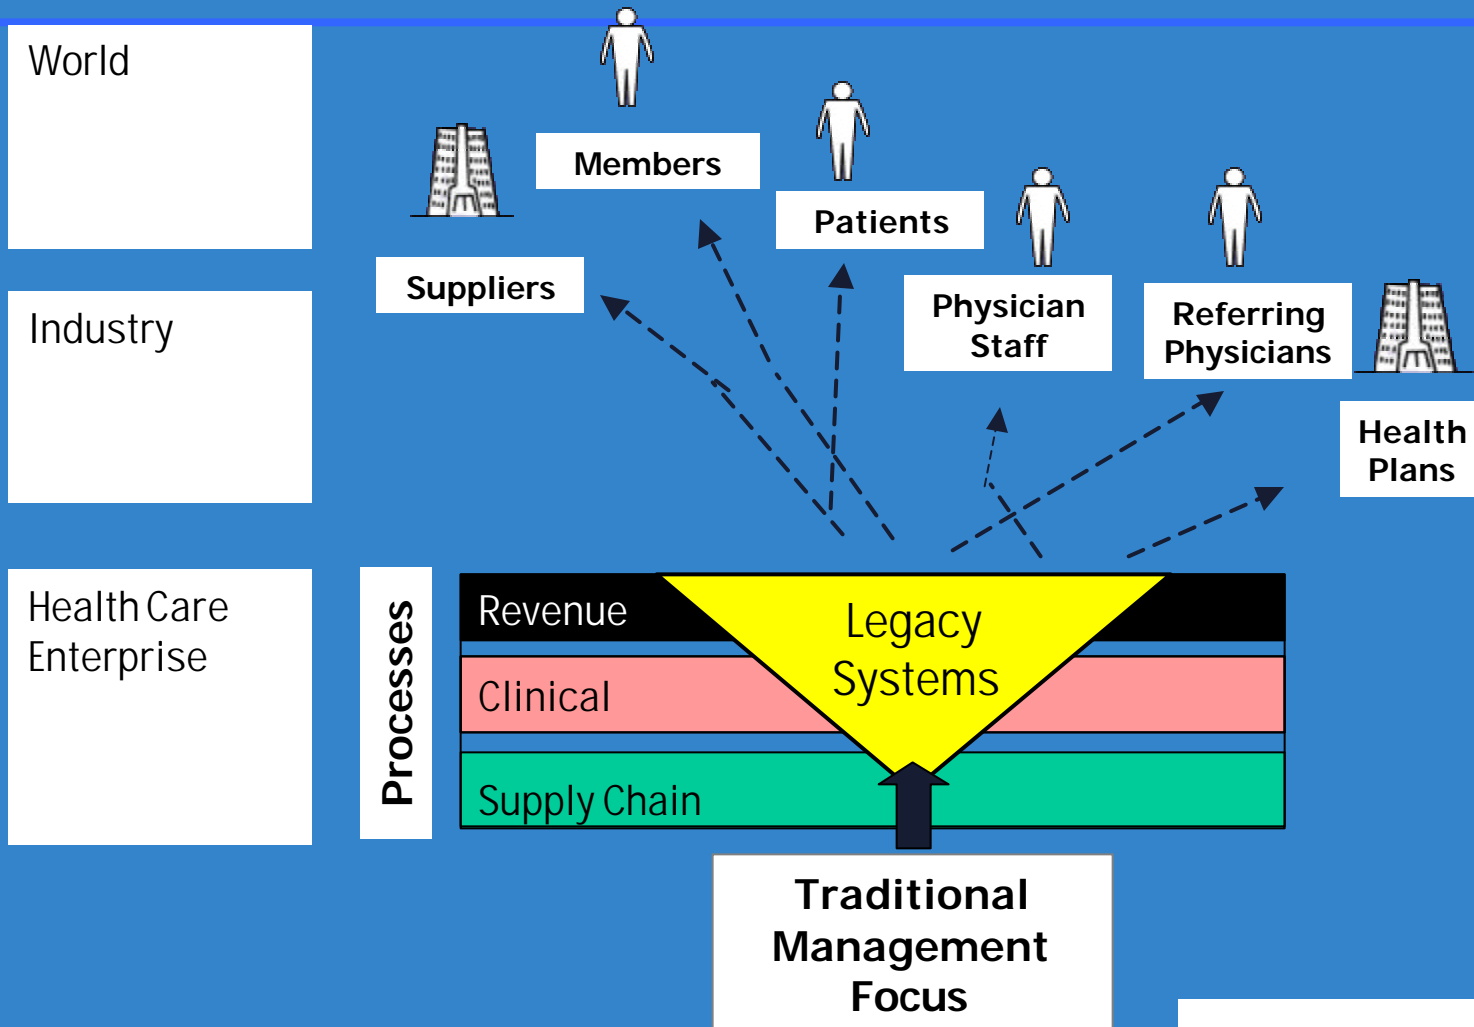 World
Members
Patients
Suppliers
Industry
Physician
Staff
Referring
Physicians
Health
Plans
Health Care
Enterprise
Processes
Revenue
Clinical
Supply Chain
Legacy
Systems
Traditional
Management
Focus